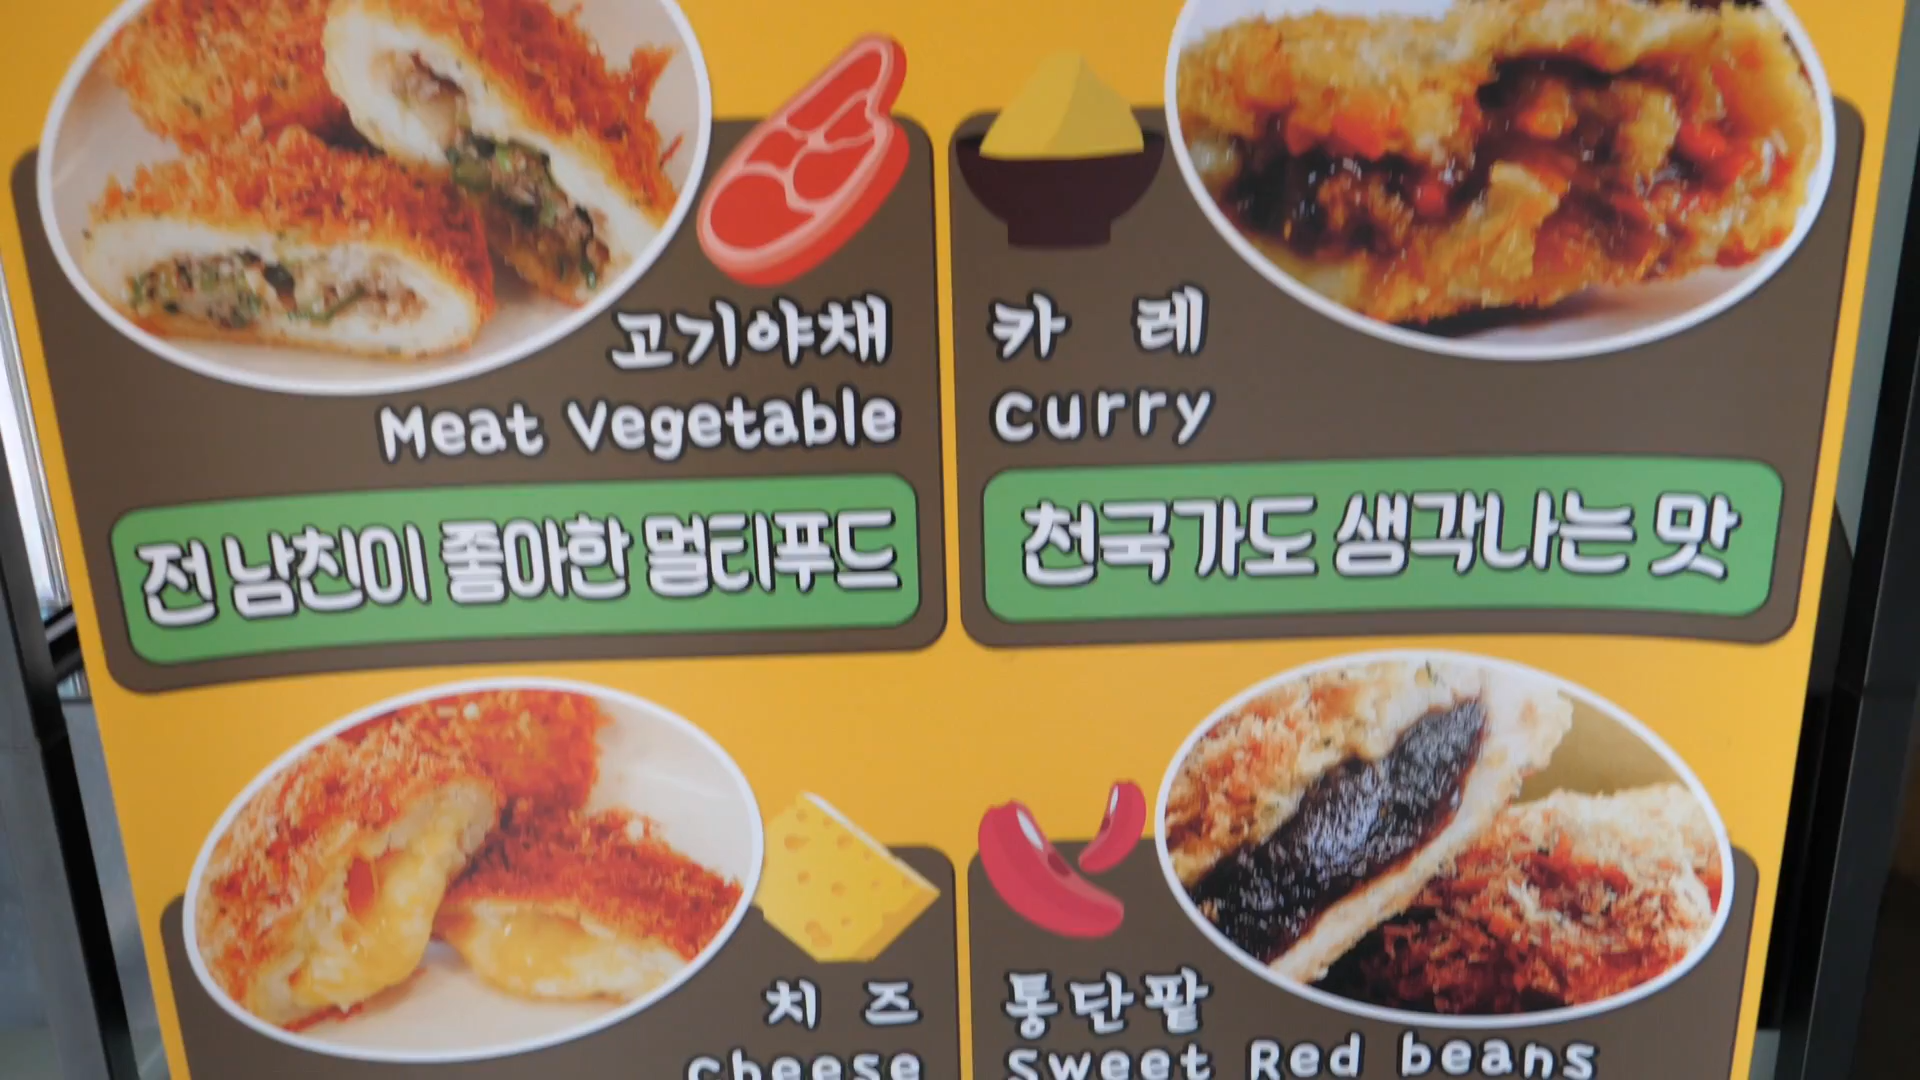 고기야채
Meat Vegetable
전 남친이 좋아한 멀티푸드
카 레
Curry
천국가도 생각나는 맛
치 즈
Cheese
통단팥
Sweet Red beans